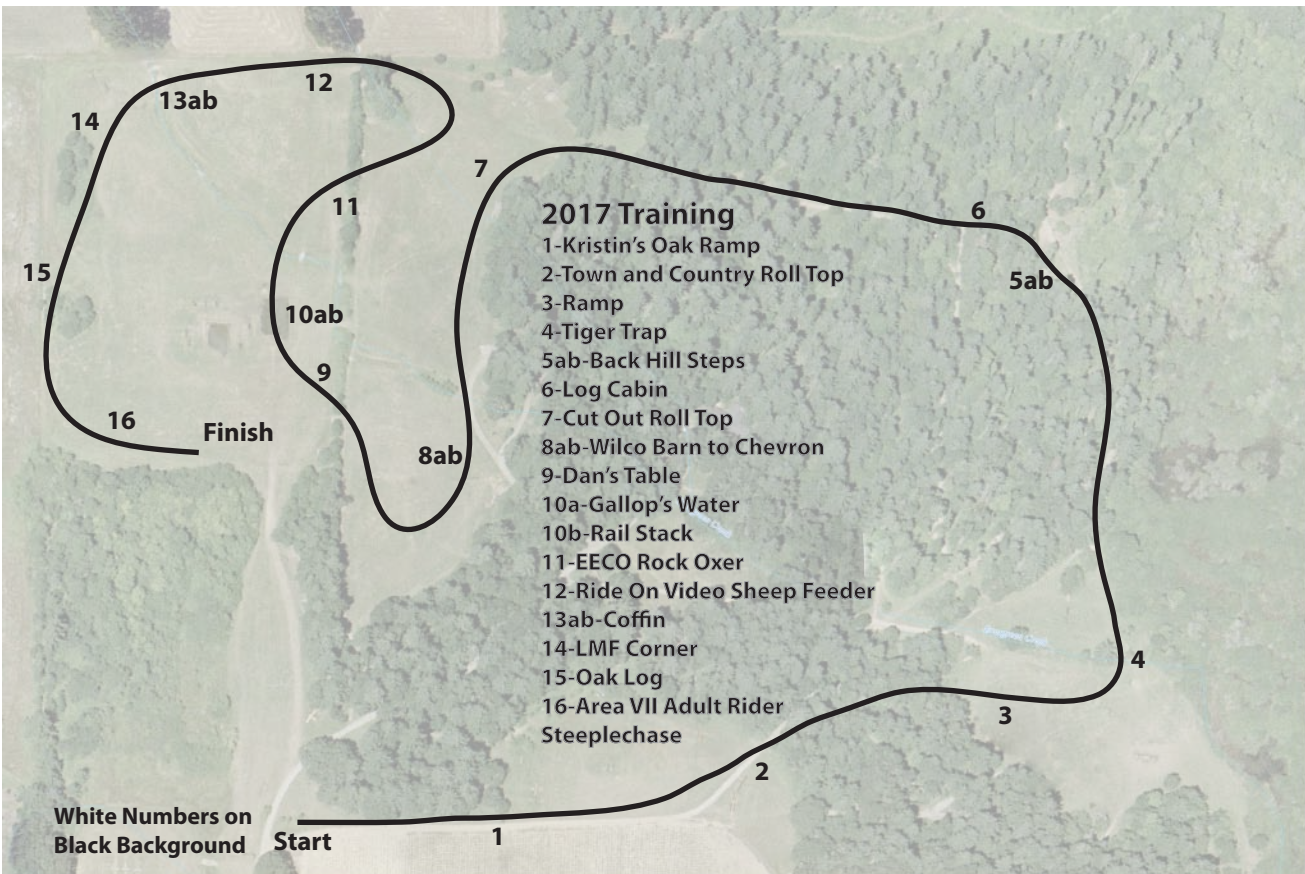 12
13ab
14
7
11
6
2017 Training
1-Kristin's Oak Ramp
2-Town and Country Roll Top
3-Ramp
4-Tiger Trap
5ab-Back Hill Steps
6-Log Cabin
7-Cut Out Roll Top
8ab-Wilco Barn to Chevron
9-Dan's Table
10a-Gallop's Water
10b-Rail Stack
11-EECO Rock Oxer
12-Ride On Video Sheep Feeder
13ab-Coffin
14-LMF Corner
15-Oak Log
16-Area VII Adult Rider
Steeplechase
15
5ab
10ab
9
16
Finish
8ab
4
3
2
White Numbers on
Black Background
Start
1